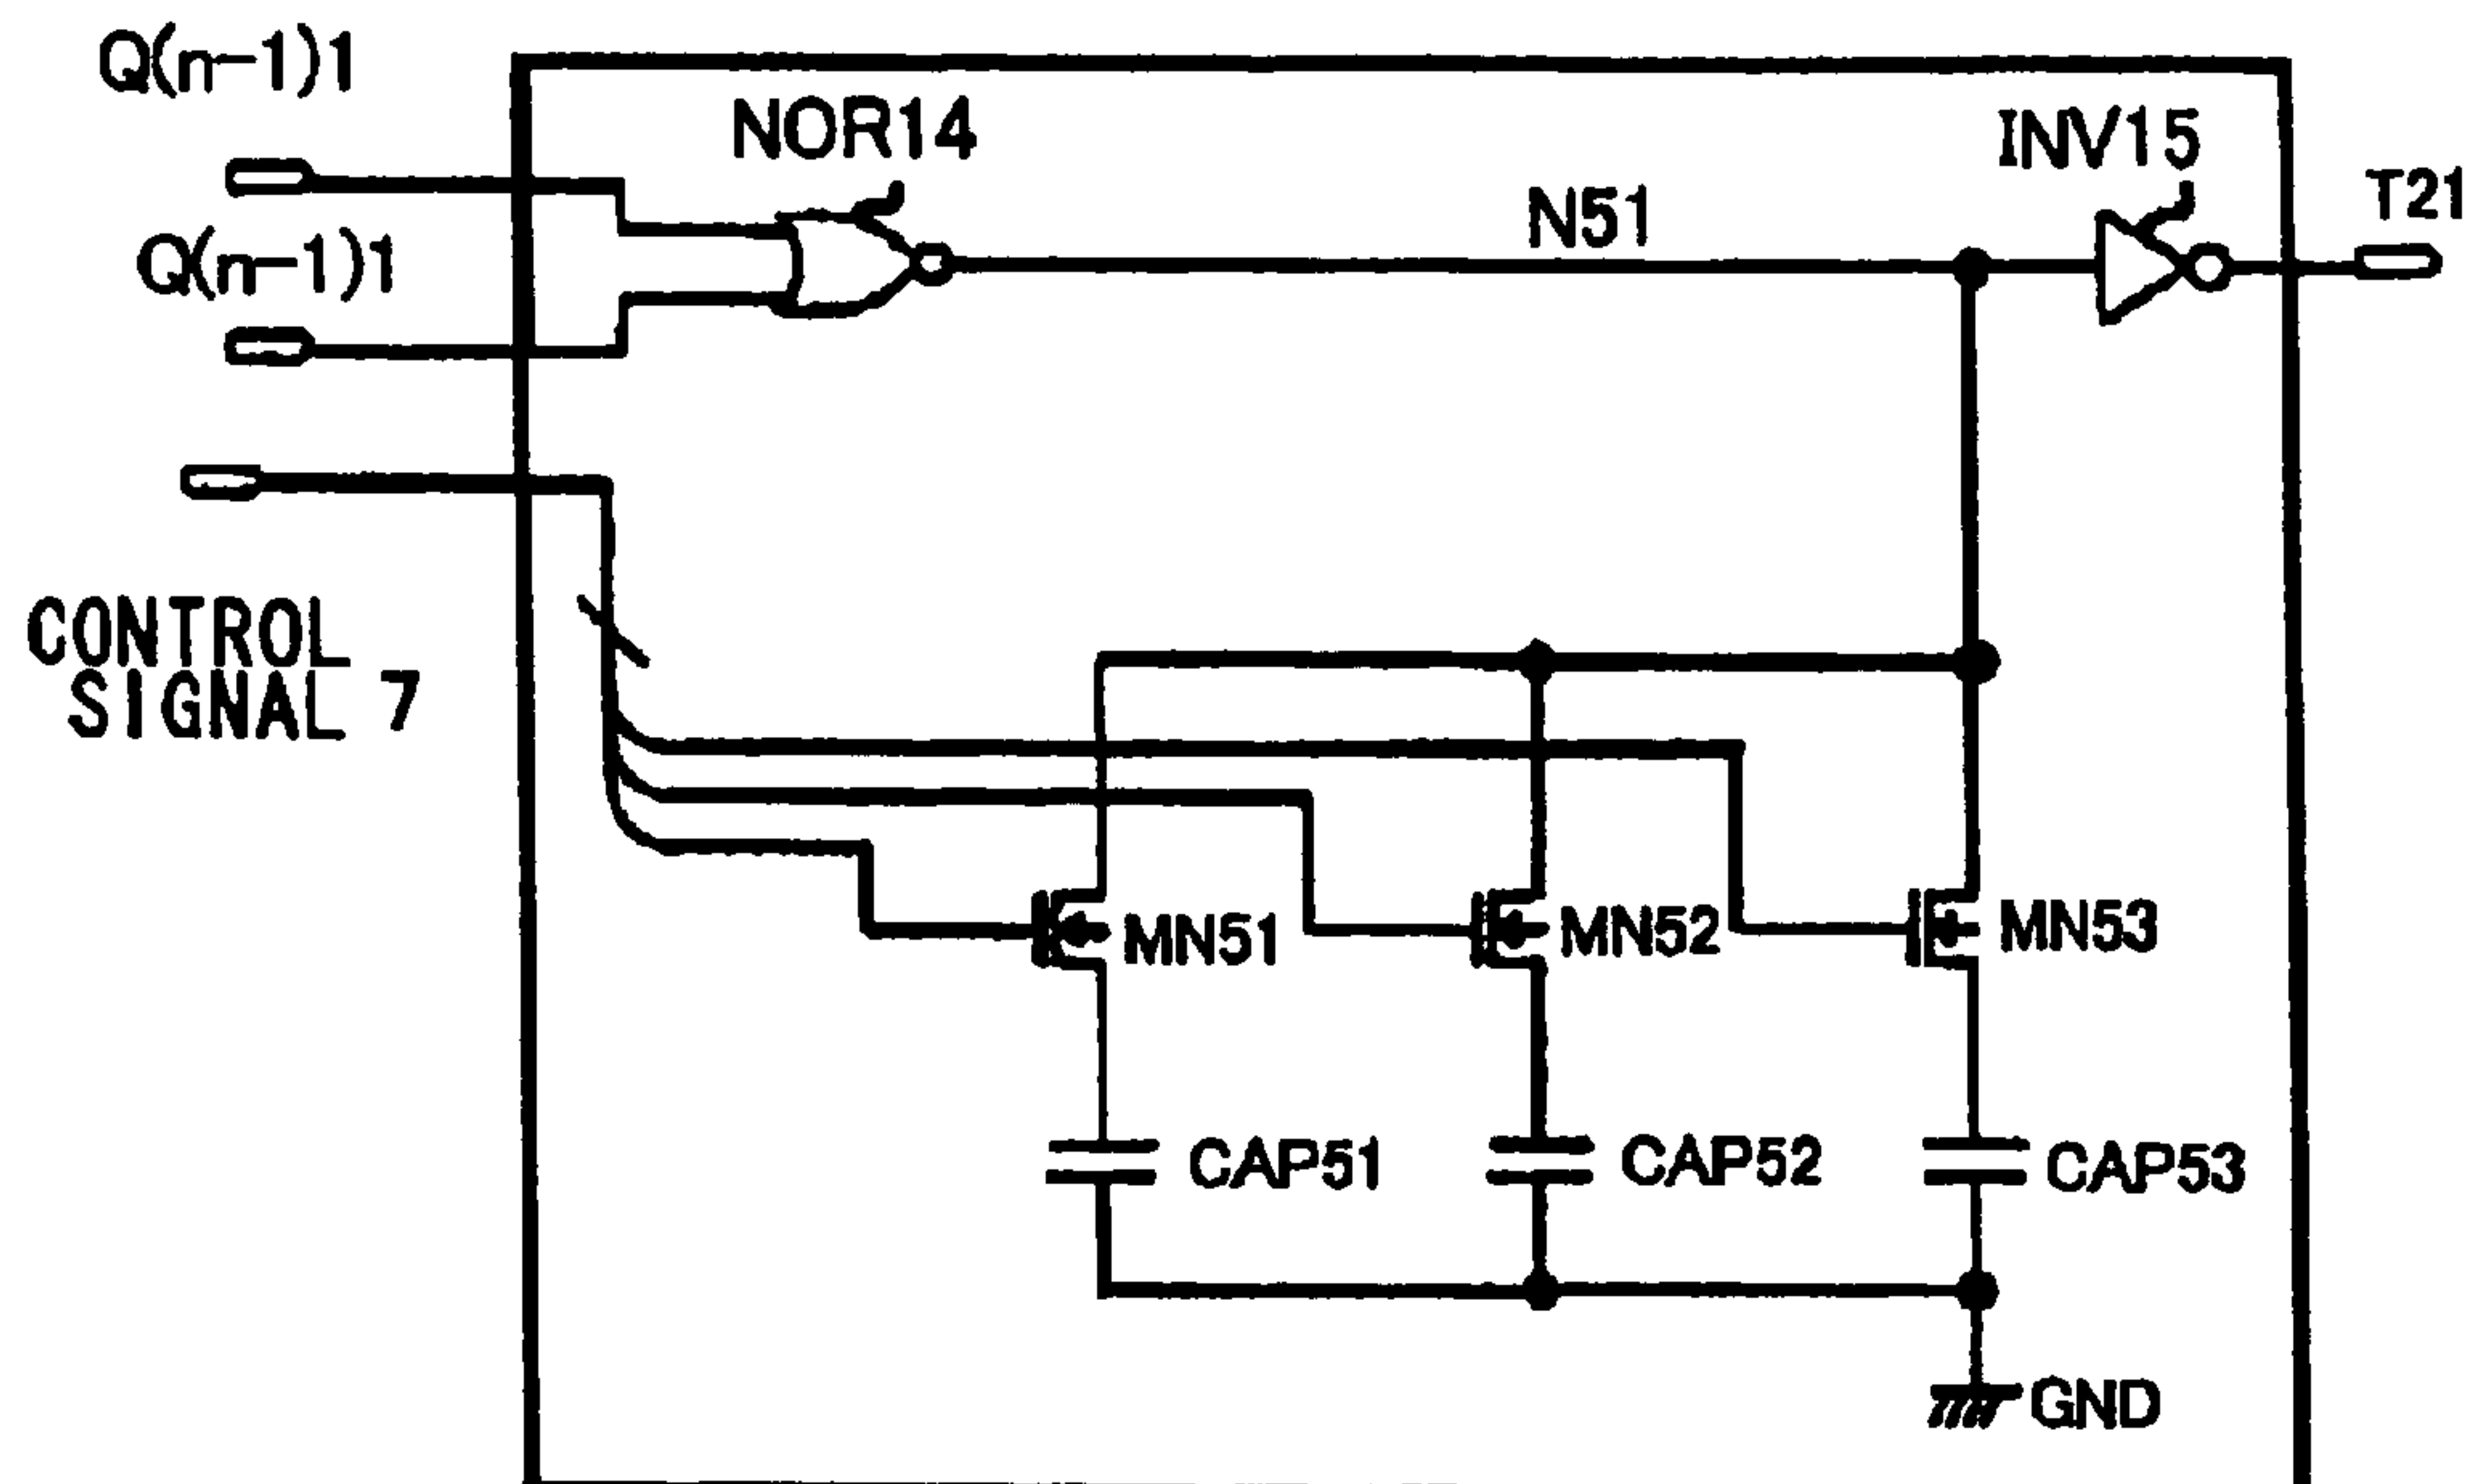 Q(n-1)1
NOR14
INV15
T21
N51
Q(n-1)1
CONTROL
SIGNAL 7
MN51
MN52
MN53
CAP51
CAP52
CAP53
GND